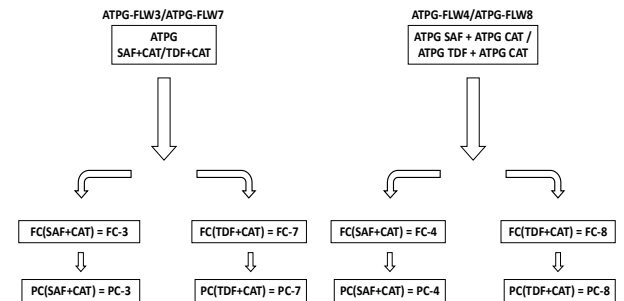 ATPG-FLW3/ATPG-FLW7
ATPG
SAF+CAT/TDF+CAT
FC(SAF+CAT) = FC-3
FC(TDF+CAT) = FC-7
PC(SAF+CAT) = PC-3
PC(TDF+CAT) = PC-7
ATPG-FLW4/ATPG-FLW8
ATPG SAF + ATPG CAT /
ATPG TDF + ATPG CAT
FC(SAF+CAT) = FC-4
FC(TDF+CAT) = FC-8
PC(SAF+CAT) = PC-4
PC(TDF+CAT) = PC-8